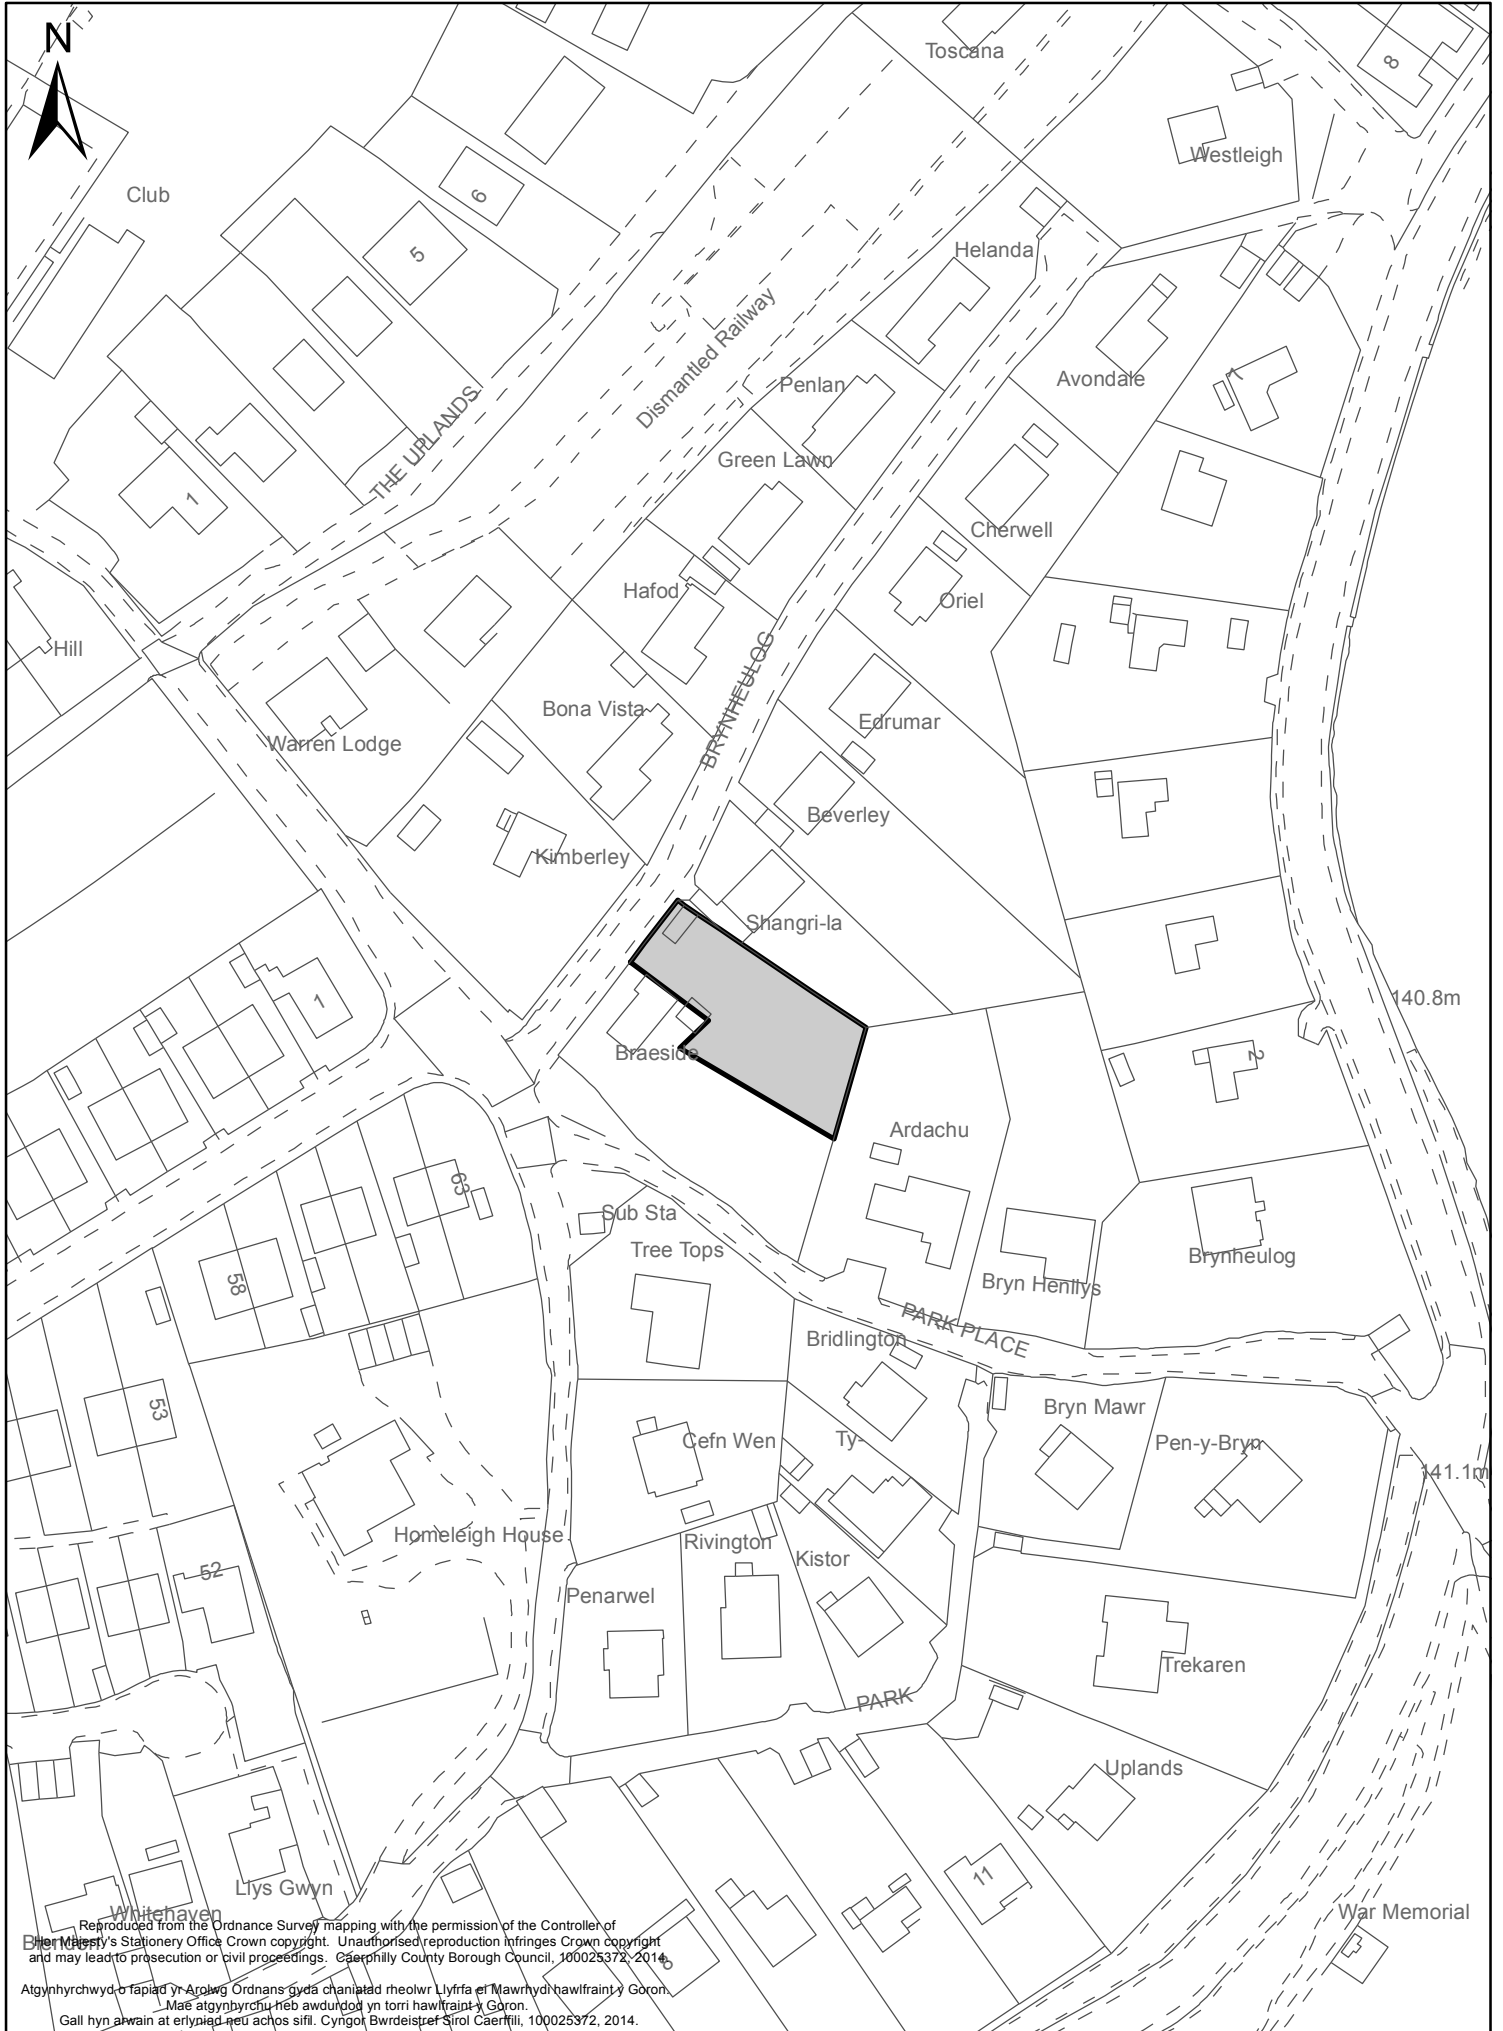 N
Toscana
8
Westleigh
Club
6
5
Helanda
Dismantled Railway
Penlan
Avondale
7
THE UPLANDS
Green Lawn
1
Cherwell
Hafod
Oriel
Hill
BRYNHEULOG
Bona Vista
Edrumar
Warren Lodge
Beverley
Kimberley
Shangri-la
1
140.8m
Braeside
2
Ardachu
63
Sub Sta
Tree Tops
Brynheulog
58
Bryn Henllys
PARK PLACE
Bridlington
53
Bryn Mawr
Cefn Wen
Ty-
Pen-y-Bryn
141.1m
Homeleigh House
Rivington
Kistor
52
Penarwel
Trekaren
PARK
Uplands
11
Llys Gwyn
Whitehaven
War Memorial
Blendon
8
Reproduced from the Ordnance Survey mapping with the permission of the Controller of
Her Majesty's Stationery Office Crown copyright. Unauthorised reproduction infringes Crown copyright
and may lead to prosecution or civil proceedings. Caerphilly County Borough Council, 100025372, 2014.
Atgynhyrchwyd o fapiad yr Arolwg Ordnans gyda chaniatad rheolwr Llyfrfa ei Mawrhydi hawlfraint y Goron.
Mae atgynhyrchu heb awdurdod yn torri hawlfraint y Goron.
Gall hyn arwain at erlyniad neu achos sifil. Cyngor Bwrdeistref Sirol Caerffili, 100025372, 2014.